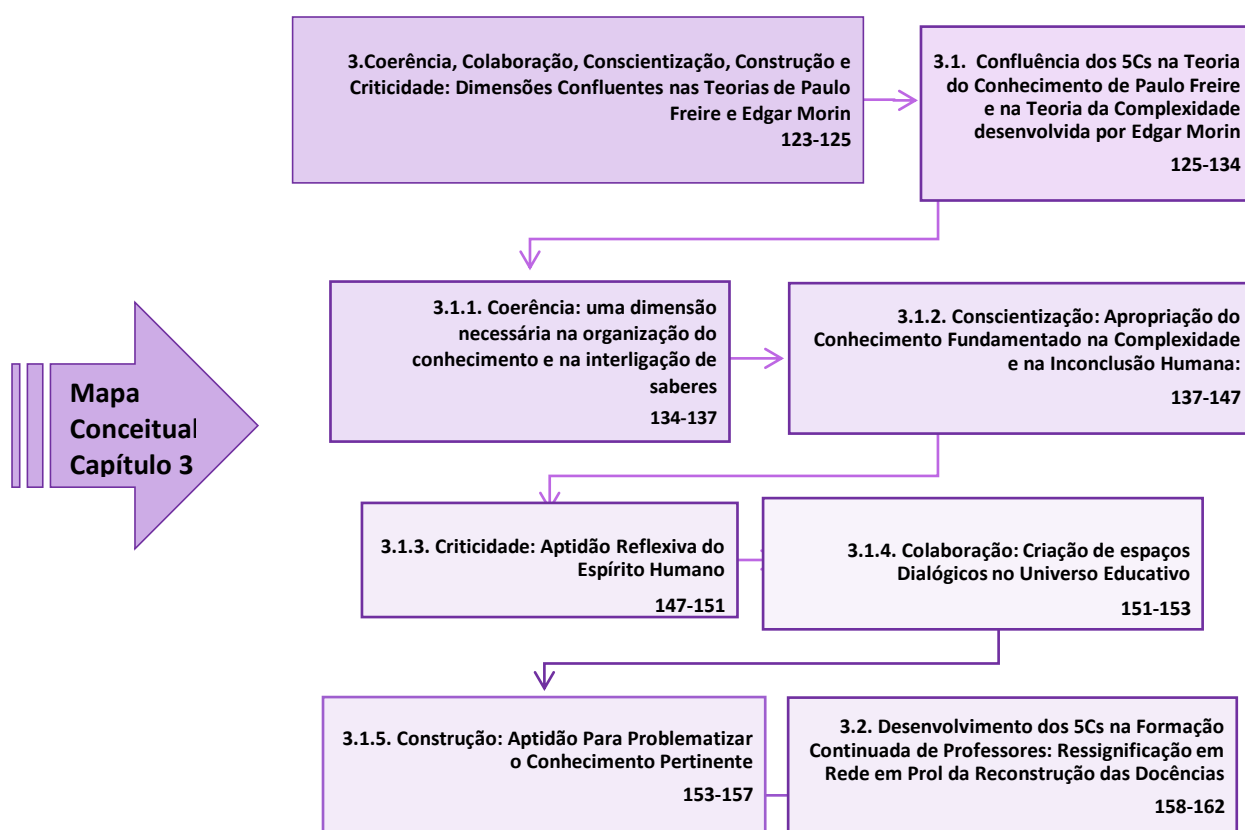 3.Coerência, Colaboração, Conscientização, Construção e
Criticidade: Dimensões Confluentes nas Teorias de Paulo
Freire e Edgar Morin
123-125
3.1. Confluência dos 5Cs na Teoria
do Conhecimento de Paulo Freire
e na Teoria da Complexidade
desenvolvida por Edgar Morin
125-134
3.1.1. Coerência: uma dimensão
necessária na organização do
conhecimento e na interligação de
saberes
134-137
3.1.2. Conscientização: Apropriação do
Conhecimento Fundamentado na Complexidade
e na Inconclusão Humana:
137-147
Mapa
Conceitual
Capítulo 3
3.1.3. Criticidade: Aptidão Reflexiva do
Espírito Humano
147-151
3.1.4. Colaboração: Criação de espaços
Dialógicos no Universo Educativo
151-153
3.1.5. Construção: Aptidão Para Problematizar
o Conhecimento Pertinente
153-157
3.2. Desenvolvimento dos 5Cs na Formação
Continuada de Professores: Ressignificação em
Rede em Prol da Reconstrução das Docências
158-162